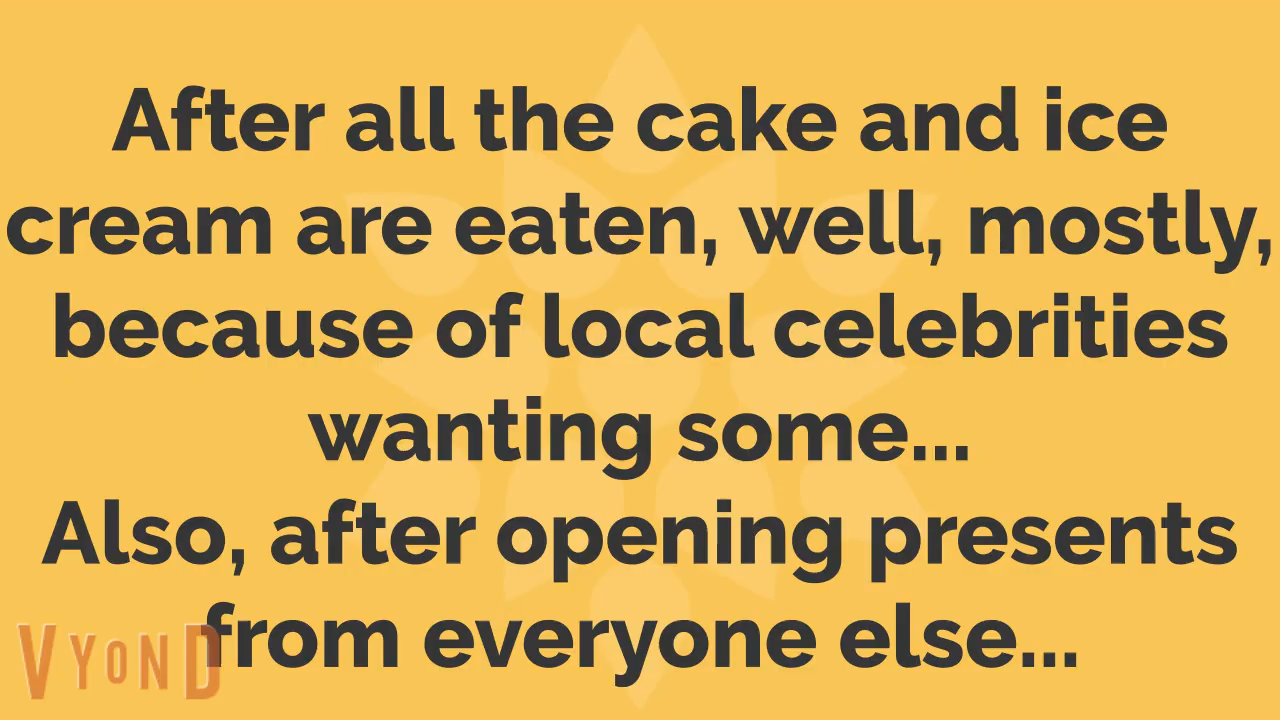 After all the cake and ice
cream are eaten, well, mostly,
because of local celebrities
wanting some...
Also, after opening presents
from everyone else...
VYOND